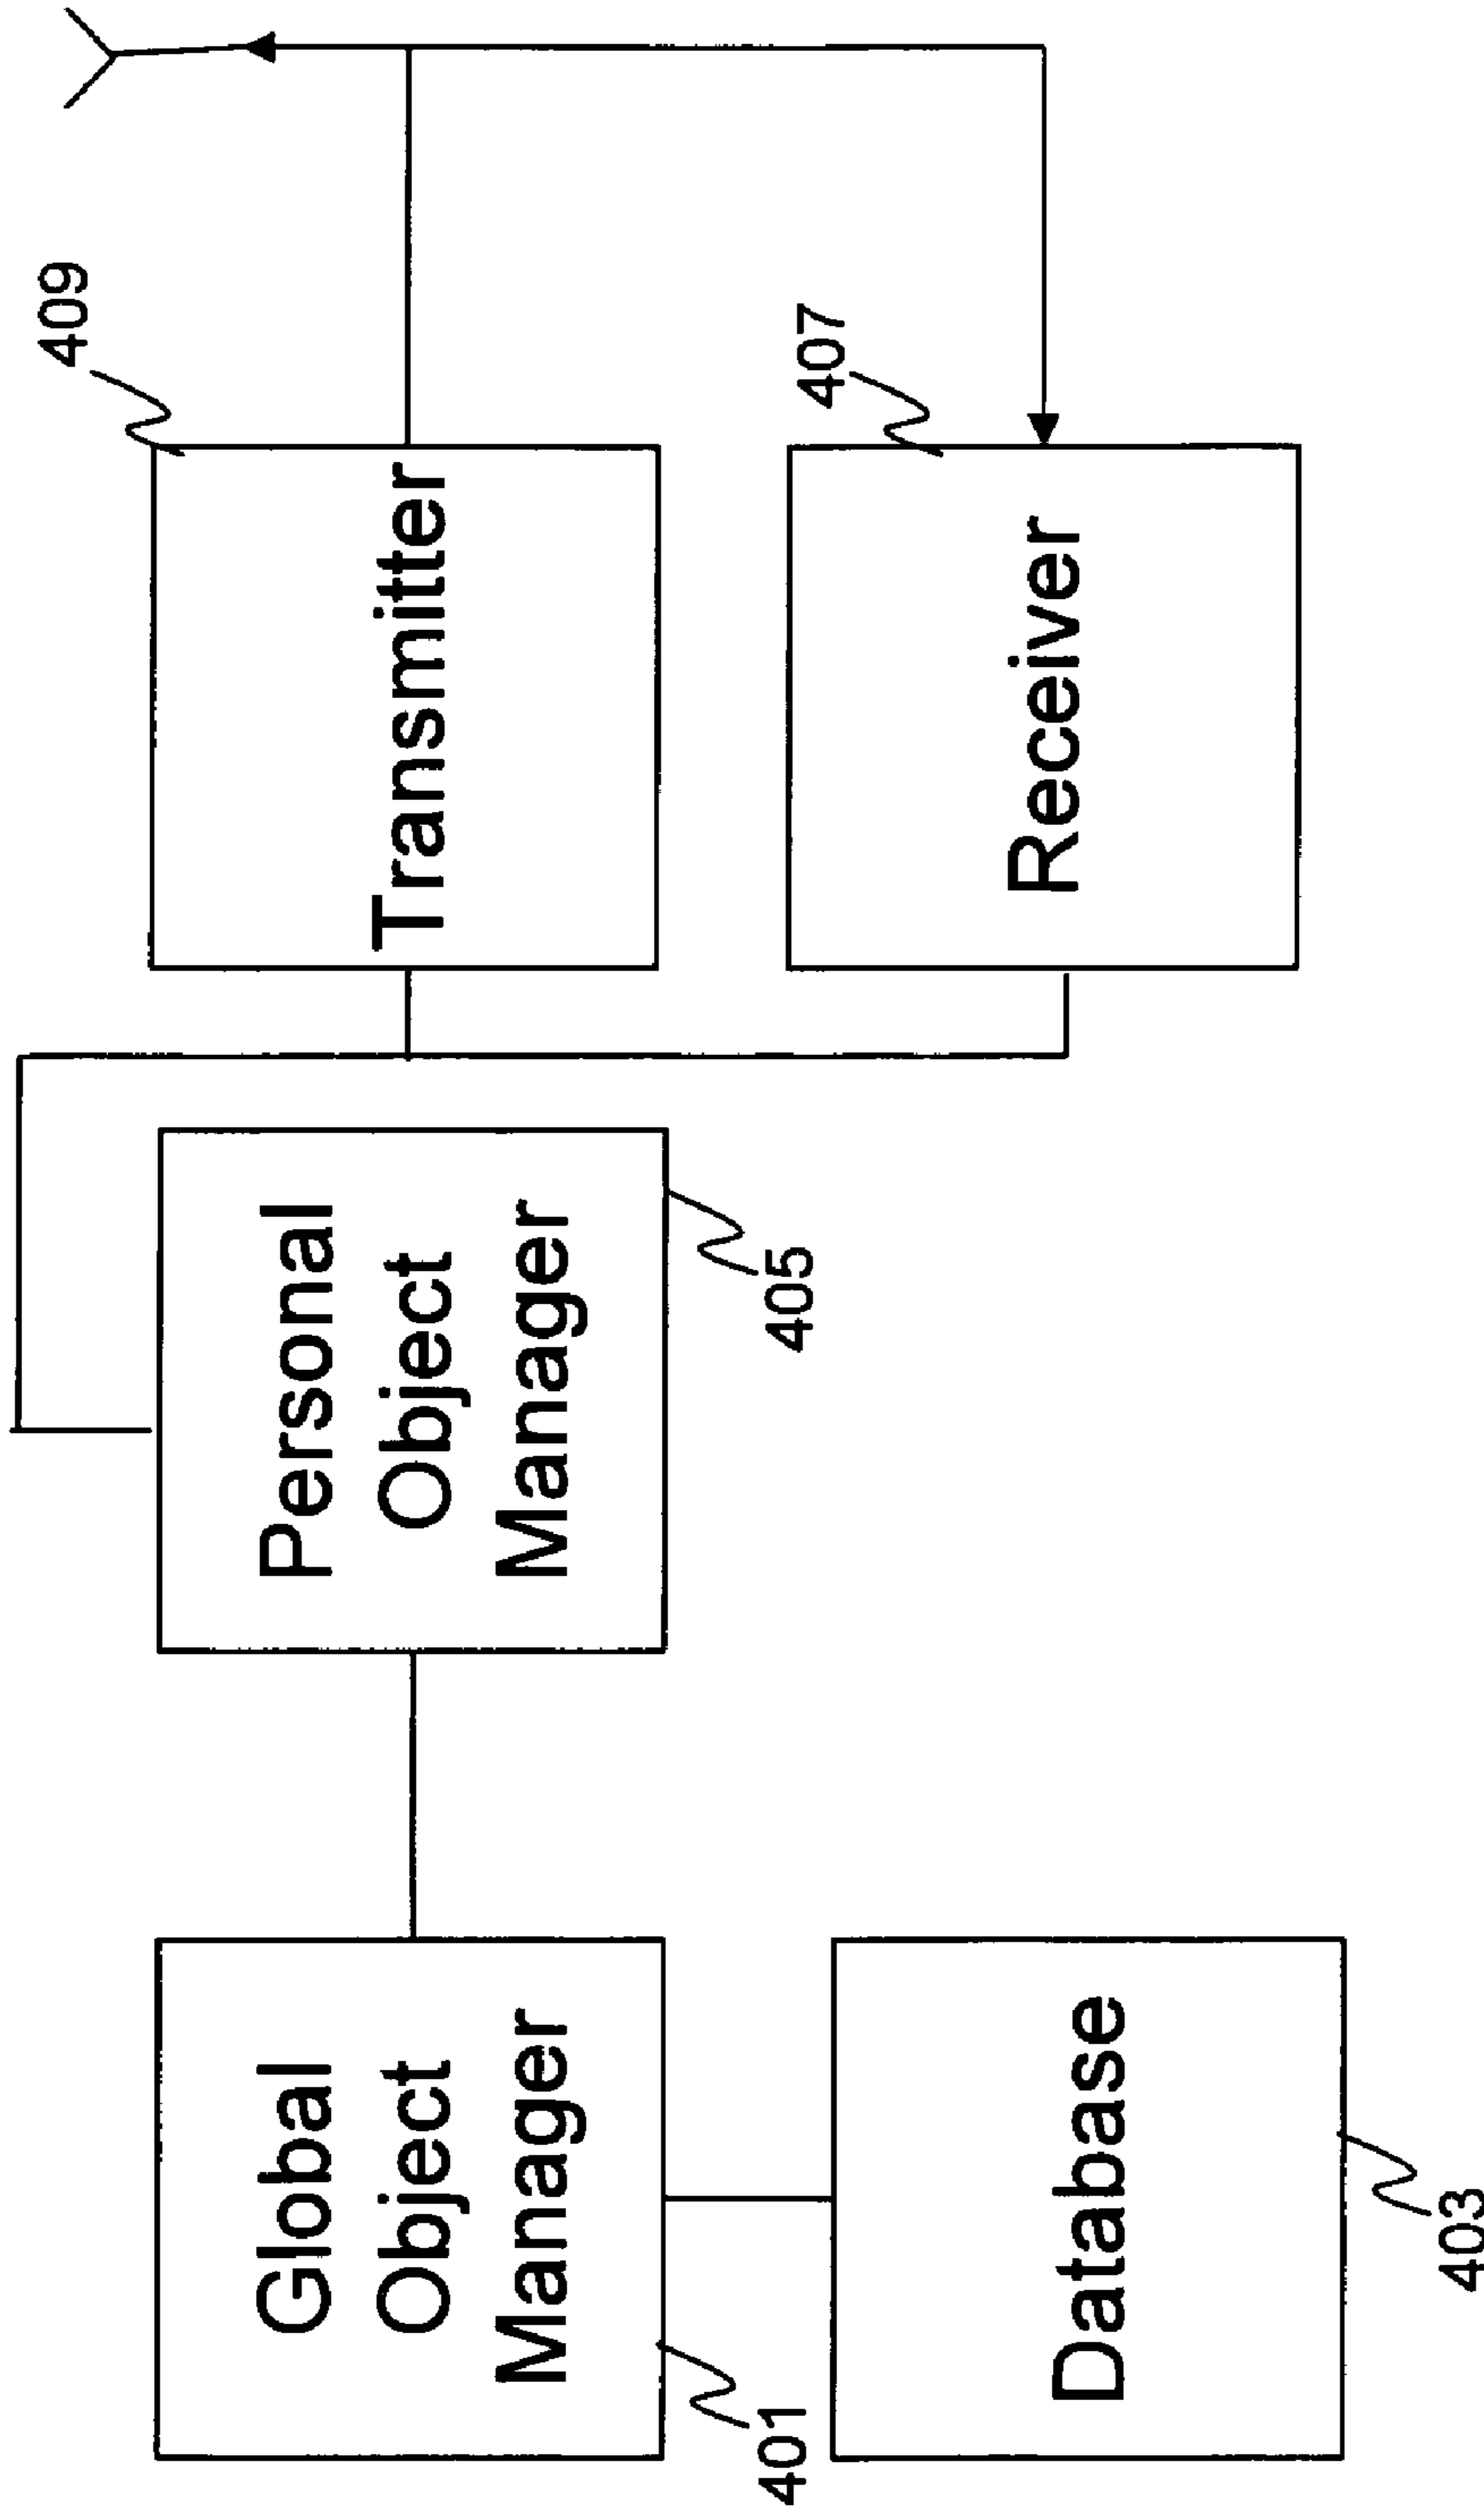 Global
Object
Manager
401
Database
403
Personal
Object
Manager
405
Transmitter
409
Receiver
407